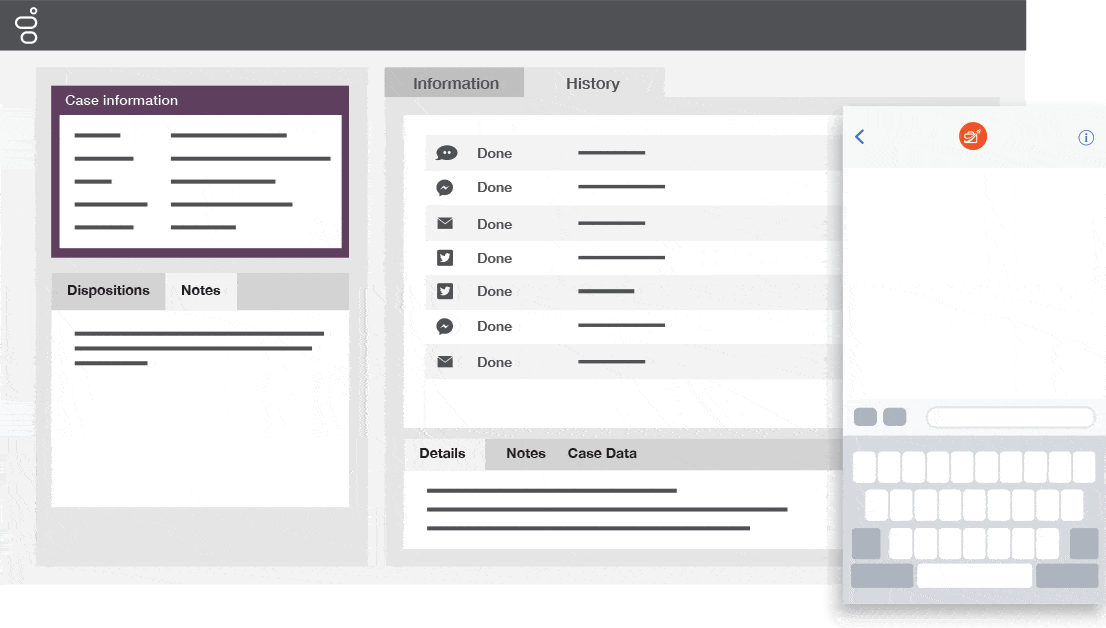 Case information
Dispositions Notes
Information History
Done
Done
Done
Done
Done
Done
Done
Details Notes Case Data